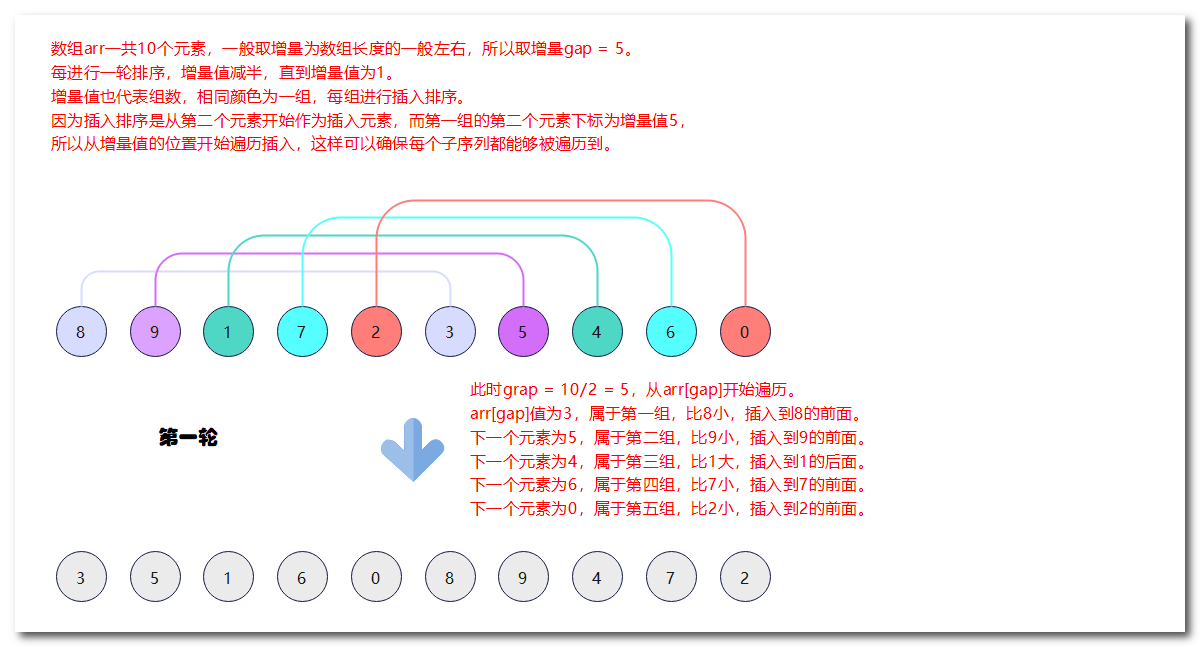 数组arr一共10个元素，一般取增量为数组长度的一般左右，所以取增量gap = 5。
每进行一轮排序，增量值减半，直到增量值为1。
增量值也代表组数，相同颜色为一组，每组进行插入排序。
因为插入排序是从第二个元素开始作为插入元素，而第一组的第二个元素下标为增量值5，
所以从增量值的位置开始遍历插入，这样可以确保每个子序列都能够被遍历到。
8 9 1 7 2 3 5 4 6 0
此时grap = 10/2 = 5，从arr[gap]开始遍历。
arr[gap]值为3，属于第一组，比8小，插入到8的前面。
下一个元素为5，属于第二组，比9小，插入到9的前面。
下一个元素为4，属于第三组，比1大，插入到1的后面。
下一个元素为6，属于第四组，比7小，插入到7的前面。
下一个元素为0，属于第五组，比2小，插入到2的前面。
第一轮
3 5 1 6 0 8 9 4 7 2